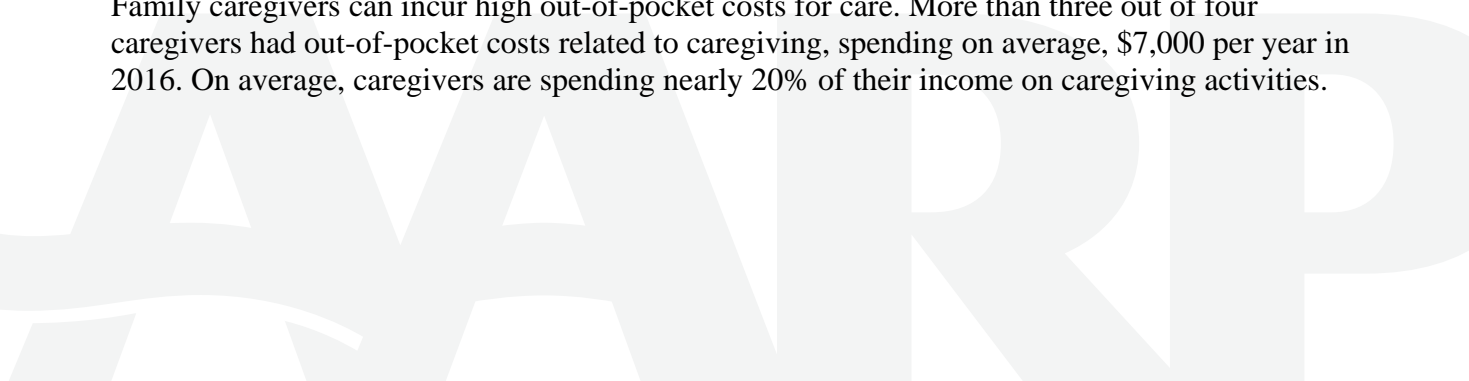 Family caregivers can incur high out-of-pocket costs for care. More than three out of four
caregivers had out-of-pocket costs related to caregiving, spending on average, $7,000 per year in
2016. On average, caregivers are spending nearly 20% of their income on caregiving activities.
AARP